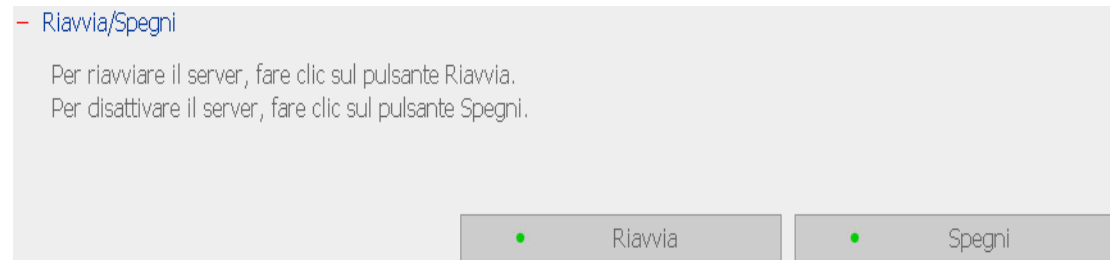 Riavvia/Spegni
Per riavviare il server, fare clic sul pulsante Riavvia.
Per disattivare il server, fare clic sul pulsante Spegni.
Riavvia
Spegni